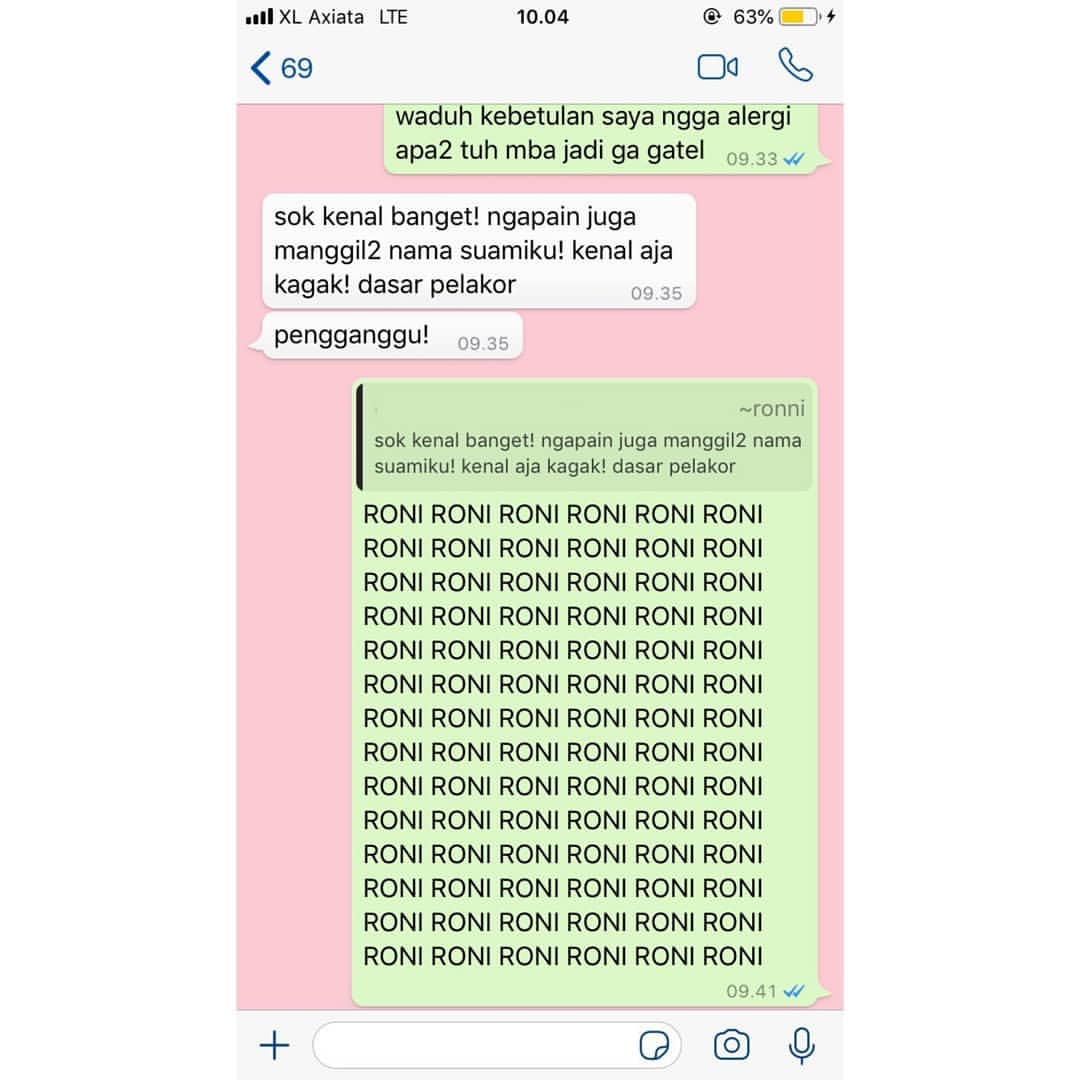 XL Axiata LTE 10.04 63%
69
waduh kebetulan saya ngga alergi
apa2 tuh mba jadi ga gatel 09.33
sok kenal banget! ngapain juga
manggil2 nama suamiku! kenal aja
kagak! dasar pelakor 09.35
pengganggu! 09.35
~ronni
sok kenal banget! ngapain juga manggil2 nama
suamiku! kenal aja kagak! dasar pelakor
RONI RONI RONI RONI RONI RONI
RONI RONI RONI RONI RONI RONI
RONI RONI RONI RONI RONI RONI
RONI RONI RONI RONI RONI RONI
RONI RONI RONI RONI RONI RONI
RONI RONI RONI RONI RONI RONI
RONI RONI RONI RONI RONI RONI
RONI RONI RONI RONI RONI RONI
RONI RONI RONI RONI RONI RONI
RONI RONI RONI RONI RONI RONI
RONI RONI RONI RONI RONI RONI
RONI RONI RONI RONI RONI RONI
RONI RONI RONI RONI RONI RONI
RONI RONI RONI RONI RONI RONI
09.41